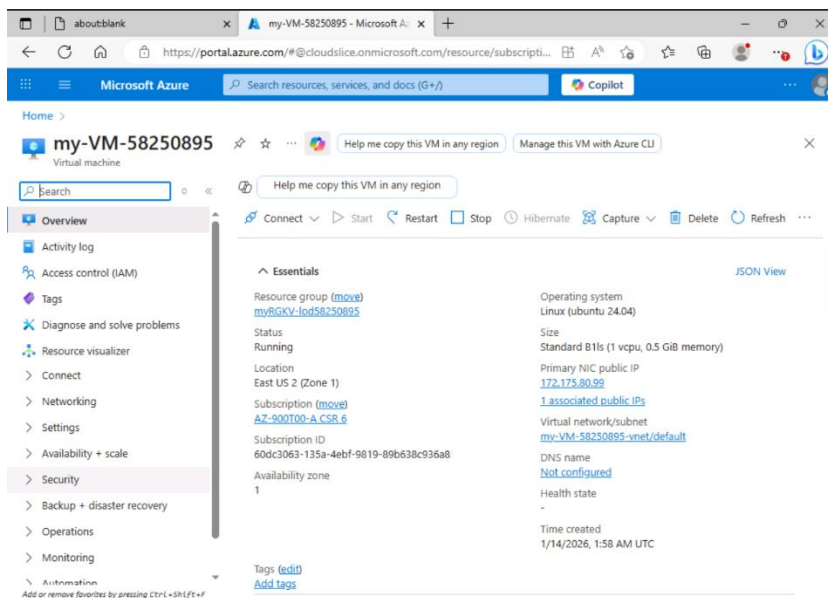 about:blank
my-VM-58250895 - Microsoft A
https://portal.azure.com/#@cloudslice.onmicrosoft.com/resource/subscripti...
Microsoft Azure
Search resources, services, and docs (G+/)
Copilot
Home >
my-VM-58250895
Virtual machine
Help me copy this VM in any region
Manage this VM with Azure CLI
Search
Help me copy this VM in any region
Connect
Start
Restart
Stop
Hibernate
Capture
Delete
Refresh
Overview
Activity log
Access control (IAM)
Tags
Diagnose and solve problems
Resource visualizer
Connect
Networking
Settings
Availability + scale
Security
Backup + disaster recovery
Operations
Monitoring
Automation
Add or remove favorites by pressing Ctrl+Shift+F
Essentials
JSON View
Resource group (move)
myRGKV-lod58250895
Status
Running
Location
East US 2 (Zone 1)
Subscription (move)
AZ-900T00-A CSR 6
Subscription ID
60dc3063-135a-4ebf-9819-89b638c936a8
Availability zone
1
Operating system
Linux (ubuntu 24.04)
Size
Standard B1ls (1 vcpu, 0.5 GiB memory)
Primary NIC public IP
172.175.80.99
1 associated public IPs
Virtual network/subnet
my-VM-58250895-vnet/default
DNS name
Not configured
Health state
-
Time created
1/14/2026, 1:58 AM UTC
Tags (edit)
Add tags